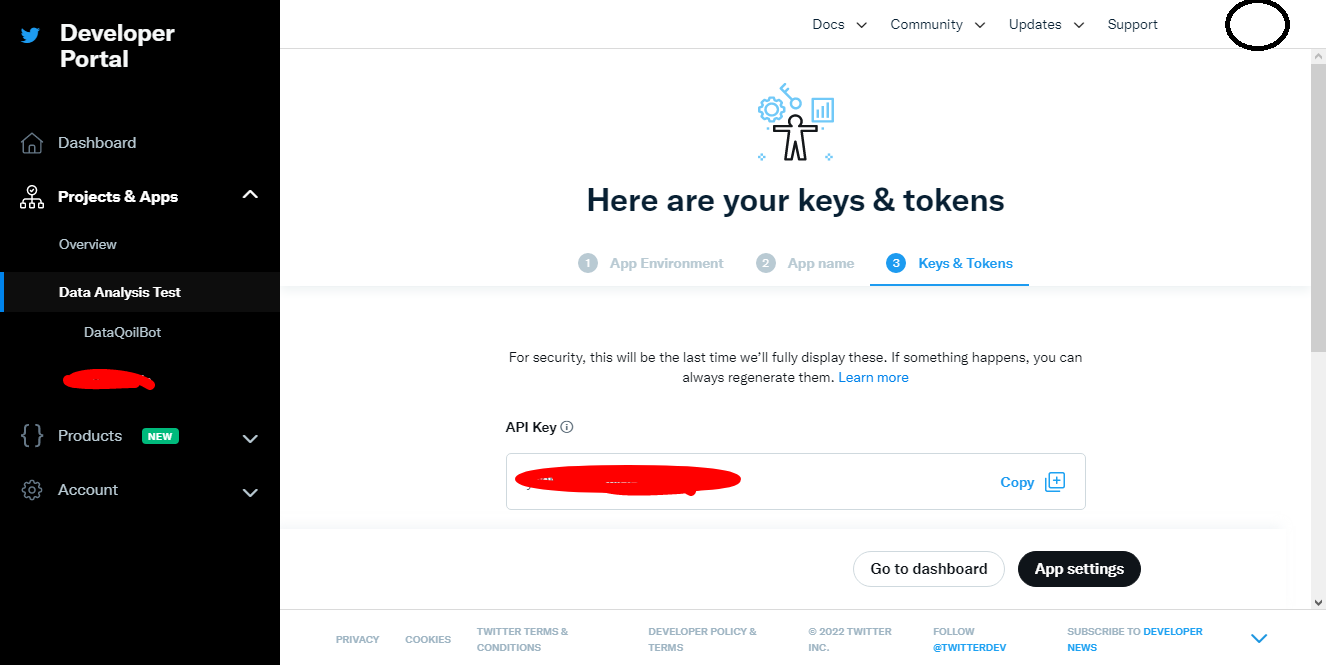 Developer
Portal
Docs
Community
Updates
Support
Dashboard
Projects & Apps
Overview
Data Analysis Test
DataQoilBot
Products NEW
Account
Here are your keys & tokens
1 App Environment
2 App name
3 Keys & Tokens
For security, this will be the last time we'll fully display these. If something happens, you can
always regenerate them. Learn more
API Key
Copy
Go to dashboard
App settings
PRIVACY
COOKIES
TWITTER TERMS &
CONDITIONS
DEVELOPER POLICY &
TERMS
© 2022 TWITTER
INC.
FOLLOW
@TWITTERDEV
SUBSCRIBE TO DEVELOPER
NEWS